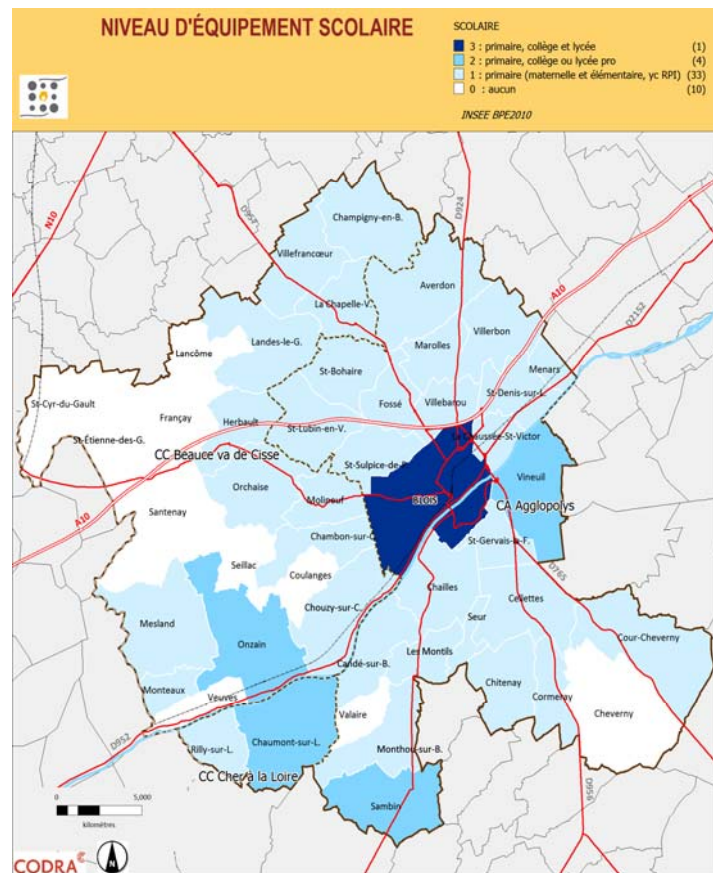 NIVEAU D'ÉQUIPEMENT SCOLAIRE
SCOLAIRE
3 : primaire, collège et lycée (1)
2 : primaire, collège ou lycée pro (4)
1 : primaire (maternelle et élémentaire, yc RPI) (33)
0 : aucun (10)
INSEE BPE2010
N10
D957
D924
A10
D2152
Champigny-en-B.
Villefrancœur
Averdon
La Chapelle-V.
Villerbon
Lancôme
Landes-le-G.
Marolles
Menars
St-Bohaire
St-Denis-sur-L.
St-Cyr-du-Gault
Françay
Fossé
Villebarou
Herbault
St-Lubin-en-V.
St-Étienne-des-G.
La Chaussée-St-Victor
CC Beauce va de Cisse
St-Sulpice-de-P.
Vineuil
Orchaise
Molineuf
BLOIS
CA Agglopolys
A10
Santenay
Chambon-sur-C.
St-Gervais-la-F.
Seillac
Coulanges
D765
Chailles
Cellettes
Mesland
Chouzy-sur-C.
Seur
Cour-Cheverny
Onzain
Les Montils
Candé-sur-B.
Chitenay
Monteaux
Veuves
Cormeray
Valaire
Cheverny
D952
Rilly-sur-L.
Chaumont-sur-L.
Monthou-sur-B.
CC Cher à la Loire
D956
Sambin
0 5,000
kilomètres
CODRA
N